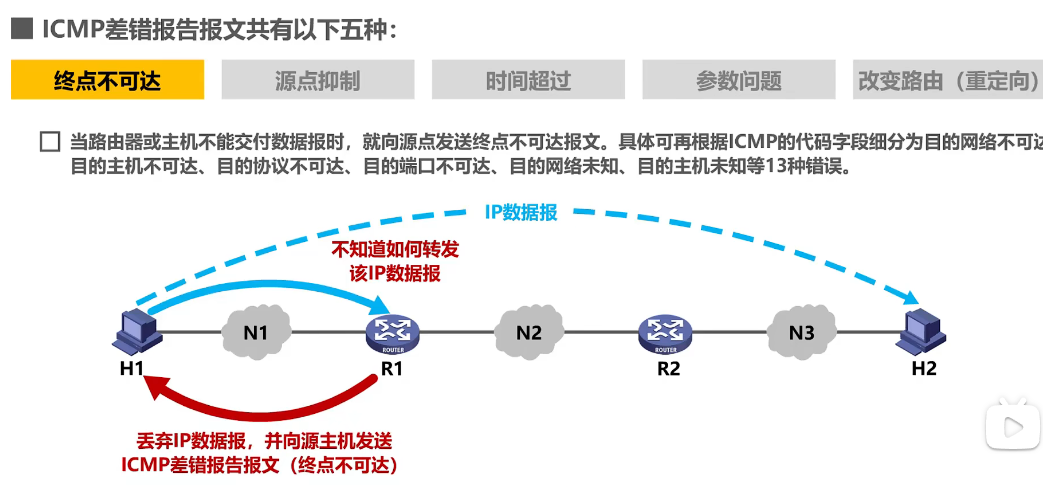 ICMP差错报告报文共有以下五种：
终点不可达
源点抑制
时间超过
参数问题
改变路由（重定向）
当路由器或主机不能交付数据报时，就向源点发送终点不可达报文。具体可再根据ICMP的代码字段细分为目的网络不可
目的主机不可达、目的协议不可达、目的端口不可达、目的网络未知、目的主机未知等13种错误。
IP数据报
不知道如何转发
该IP数据报
N1
N2
N3
ROUTER
ROUTER
H1
R1
R2
H2
丢弃IP数据报，并向源主机发送
ICMP差错报告报文（终点不可达）